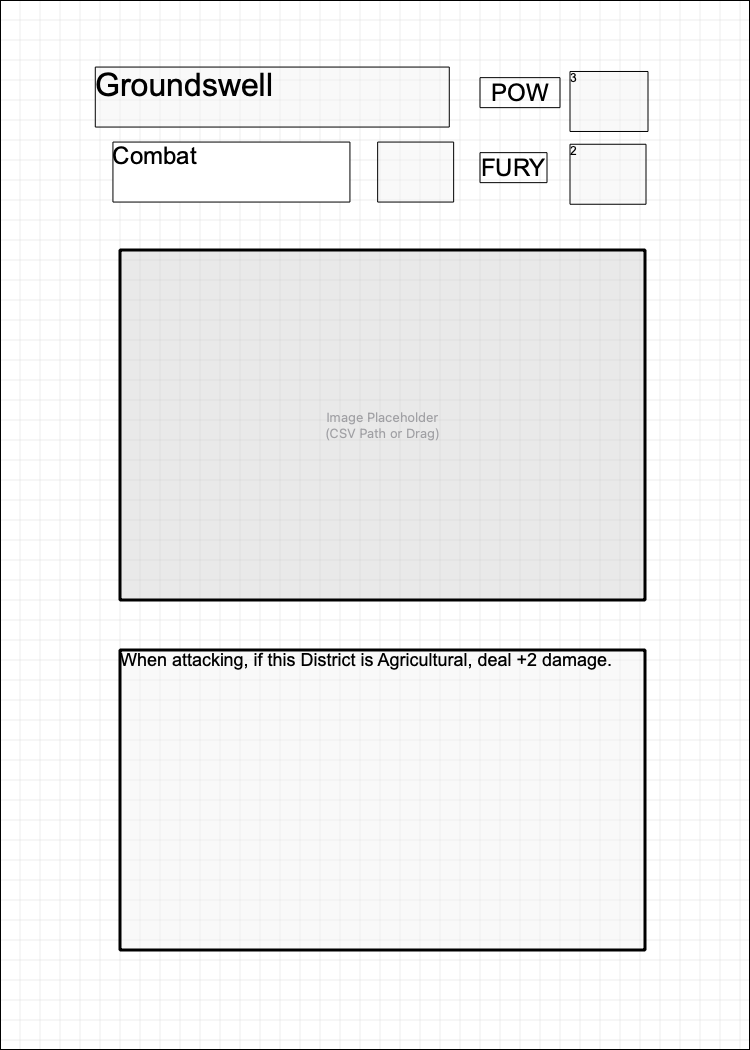 Groundswell
POW
3
Combat
FURY
2
Image Placeholder
(CSV Path or Drag)
When attacking, if this District is Agricultural, deal +2 damage.